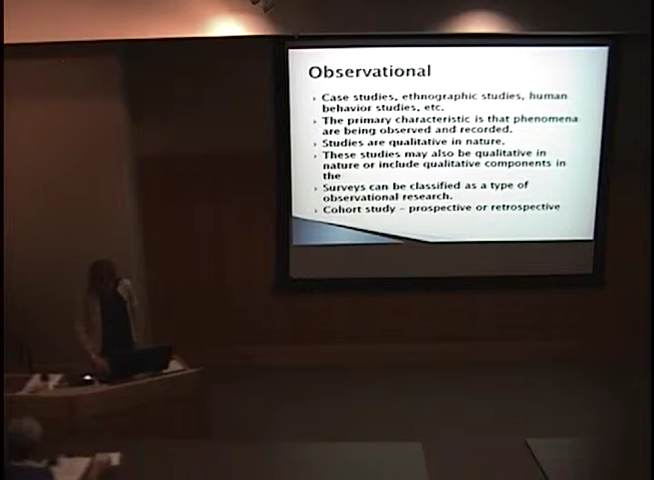 Observational
Case studies, ethnographic studies, human
behavior studies, etc.
The primary characteristic is that phenomena
are being observed and recorded.
Studies are qualitative in nature.
These studies may also be qualitative in
nature or include qualitative components in
the
Surveys can be classified as a type of
observational research.
Cohort study – prospective or retrospective